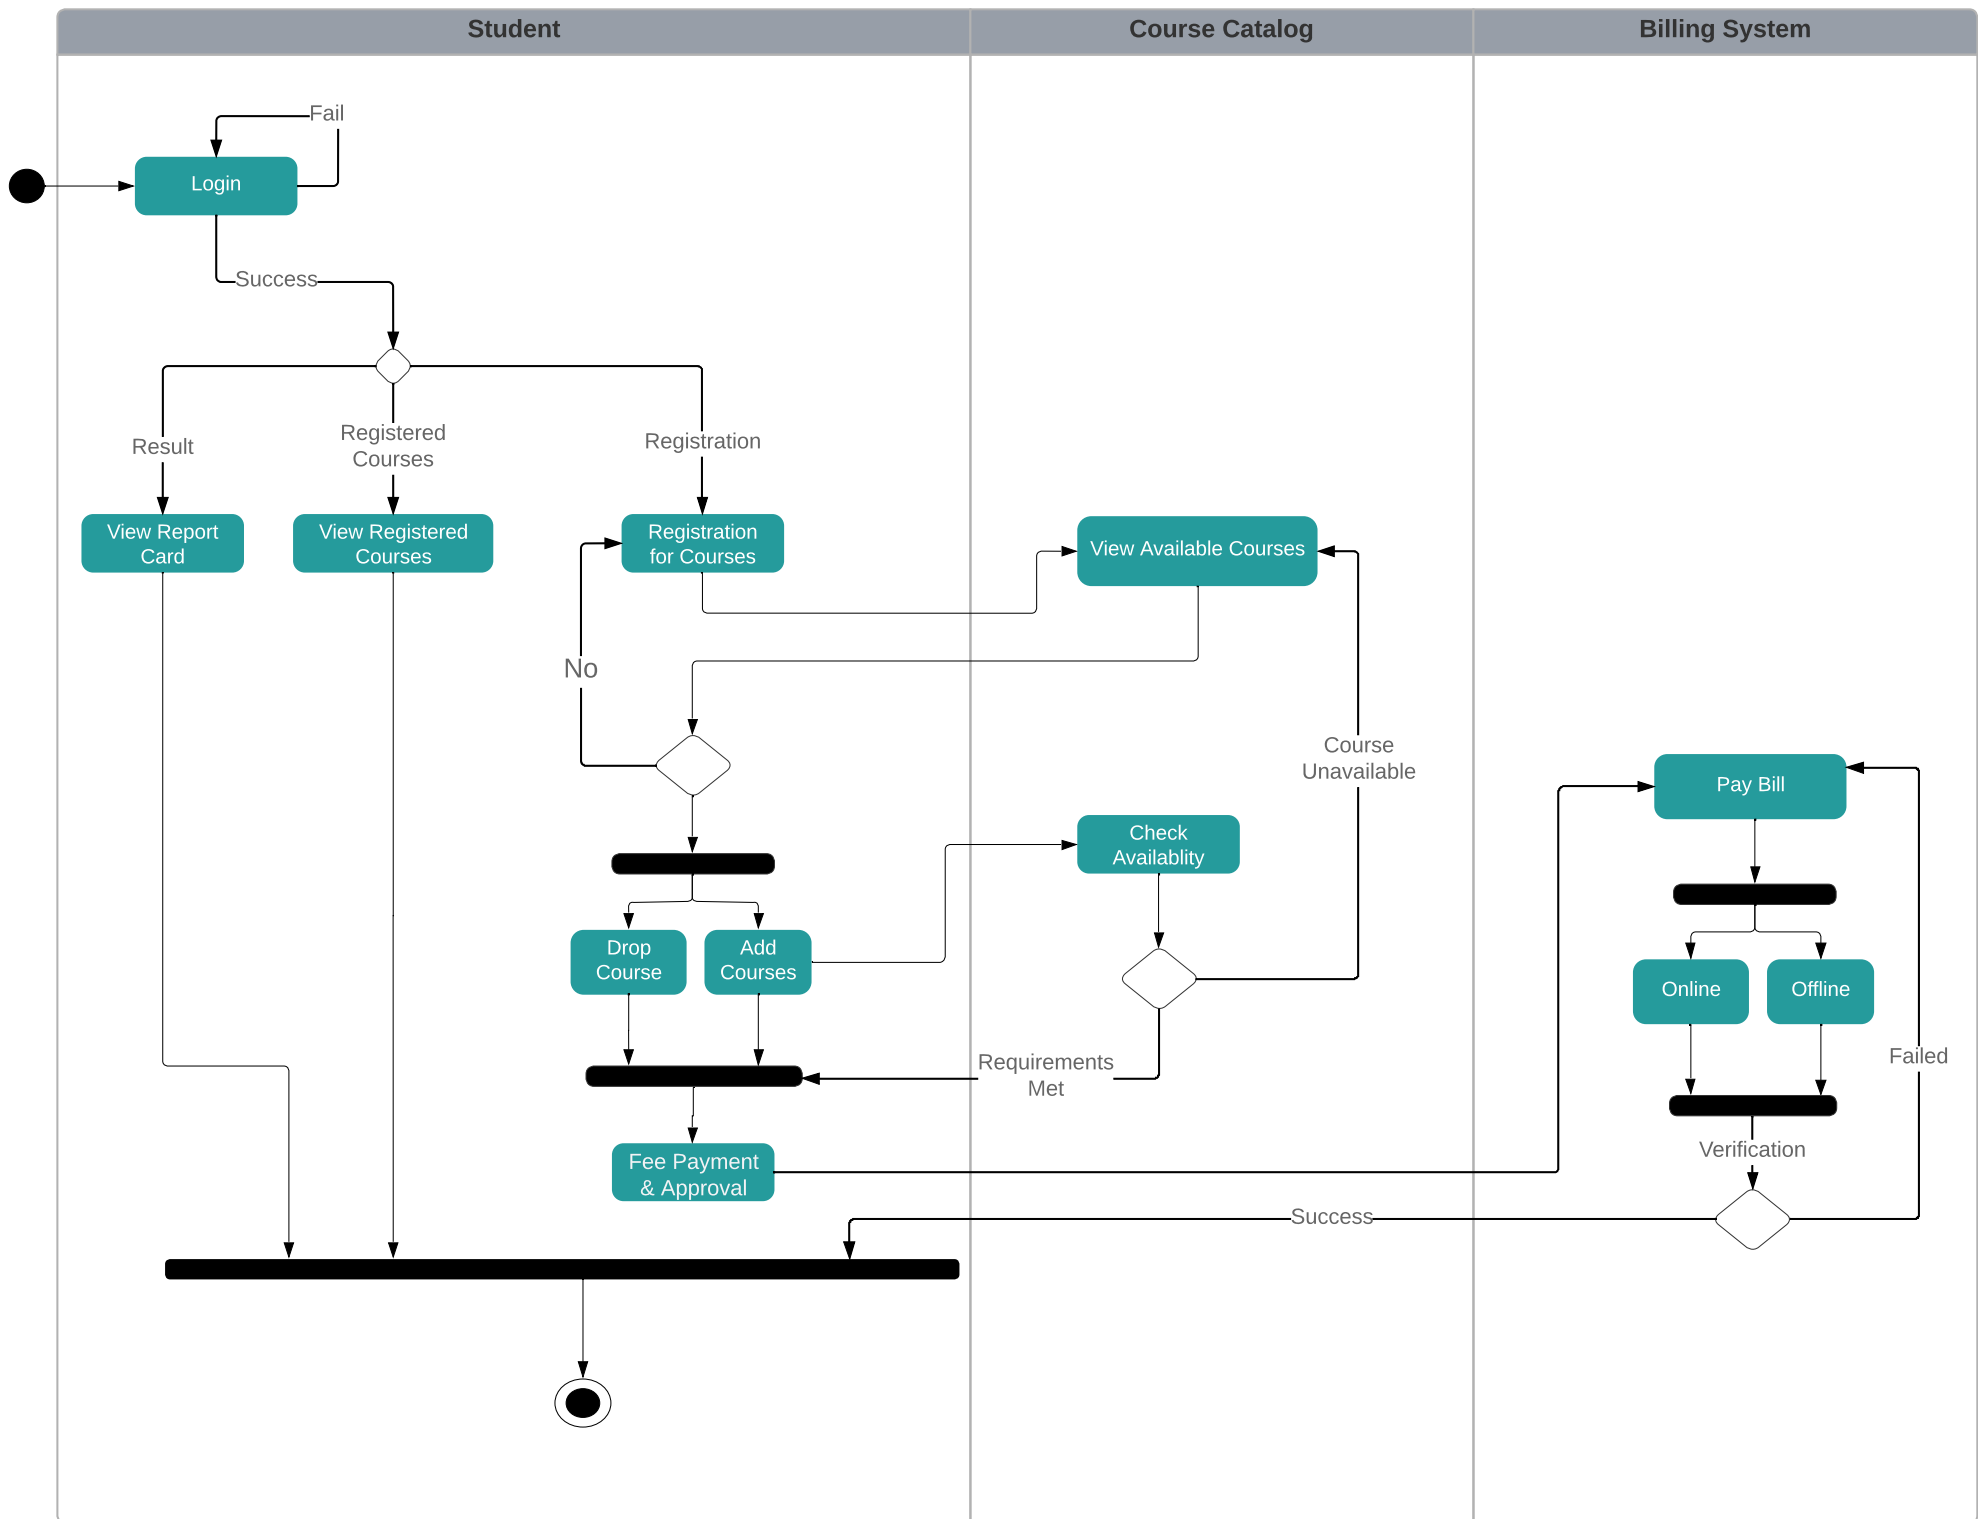 Student
Course Catalog
Billing System
Fail
Login
Success
Result
Registered
Courses
Registration
View Report
Card
View Registered
Courses
Registration
for Courses
View Available Courses
No
Course
Unavailable
Pay Bill
Check
Availablity
Drop
Course
Add
Courses
Online
Offline
Requirements
Met
Failed
Verification
Fee Payment
& Approval
Success